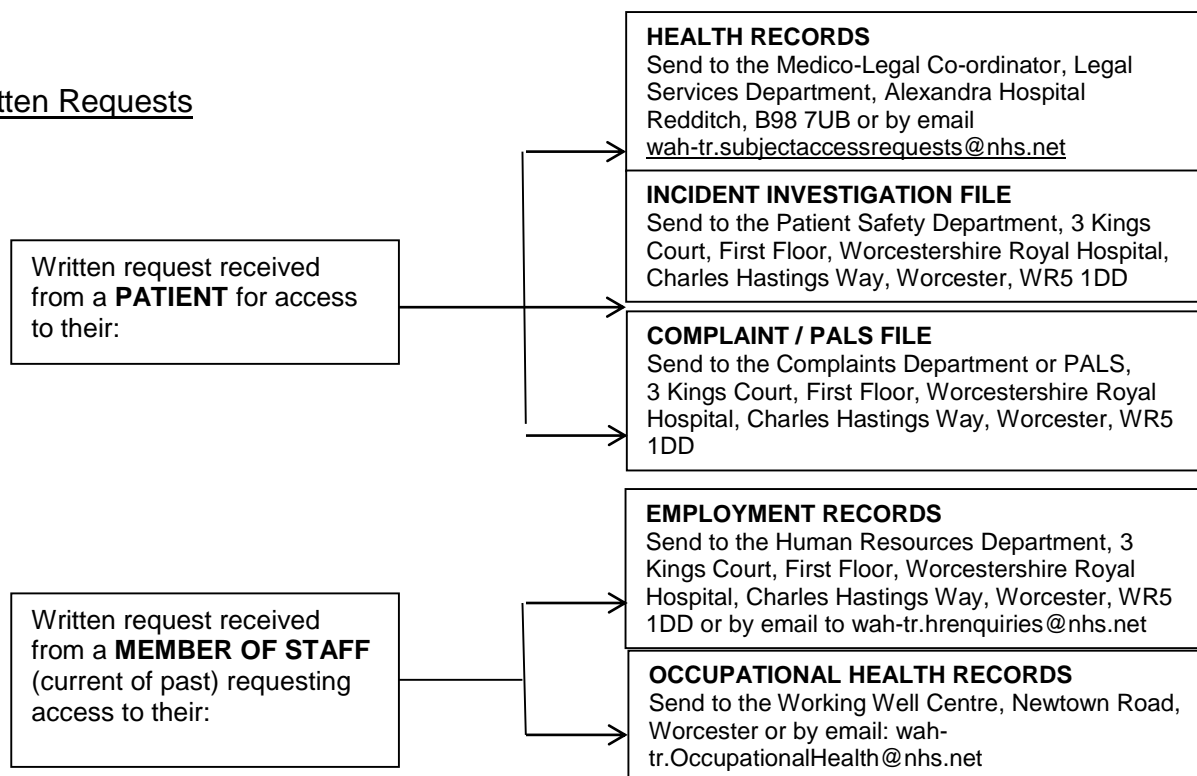 HEALTH RECORDS
Send to the Medico-Legal Co-ordinator, Legal
Services Department, Alexandra Hospital
Redditch, B98 7UB or by email
wah-tr.subjectaccessrequests@nhs.net
tten Requests
INCIDENT INVESTIGATION FILE
Send to the Patient Safety Department, 3 Kings
Court, First Floor, Worcestershire Royal Hospital,
Charles Hastings Way, Worcester, WR5 1DD
Written request received
from a PATIENT for access
to their:
COMPLAINT / PALS FILE
Send to the Complaints Department or PALS,
3 Kings Court, First Floor, Worcestershire Royal
Hospital, Charles Hastings Way, Worcester, WR5
1DD
EMPLOYMENT RECORDS
Send to the Human Resources Department, 3
Kings Court, First Floor, Worcestershire Royal
Hospital, Charles Hastings Way, Worcester, WR5
1DD or by email to wah-tr.hrenquiries@nhs.net
Written request received
from a MEMBER OF STAFF
(current of past) requesting
access to their:
OCCUPATIONAL HEALTH RECORDS
Send to the Working Well Centre, Newtown Road,
Worcester or by email: wah-
tr.OccupationalHealth@nhs.net